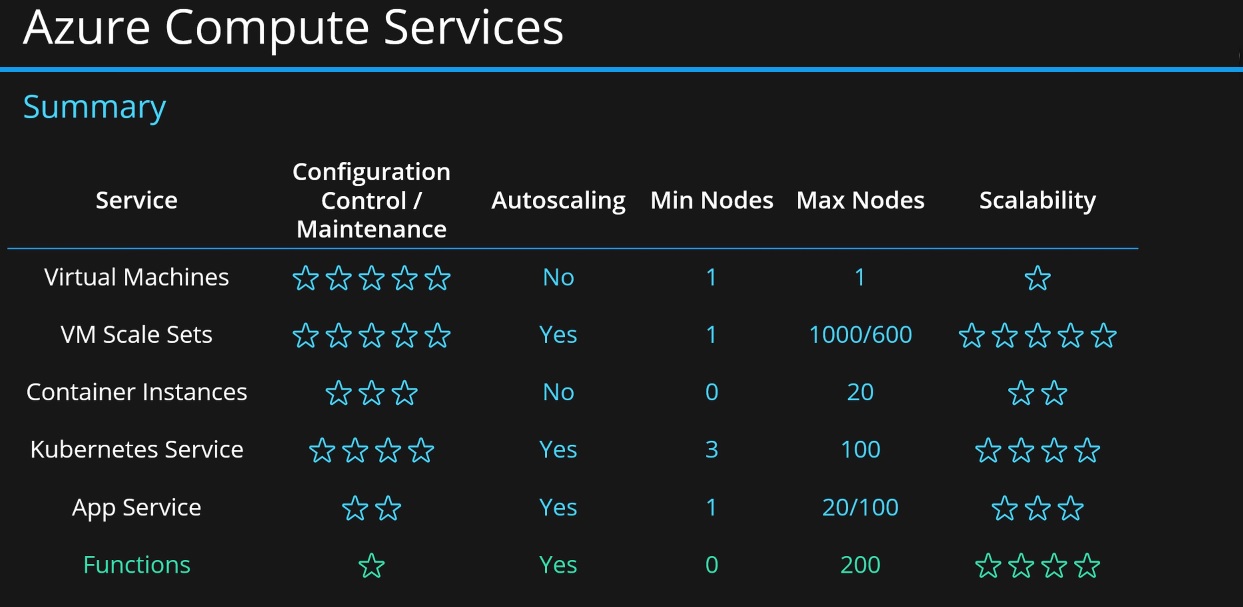 Azure Compute Services
Summary
Service Configuration Control / Maintenance Autoscaling Min Nodes Max Nodes Scalability
Virtual Machines ☆☆☆☆☆ No 1 1 ☆
VM Scale Sets ☆☆☆☆☆ Yes 1 1000/600 ☆☆☆☆☆
Container Instances ☆☆☆ No 0 20 ☆☆
Kubernetes Service ☆☆☆☆ Yes 3 100 ☆☆☆☆
App Service ☆☆ Yes 1 20/100 ☆☆☆
Functions ☆ Yes 0 200 ☆☆☆☆